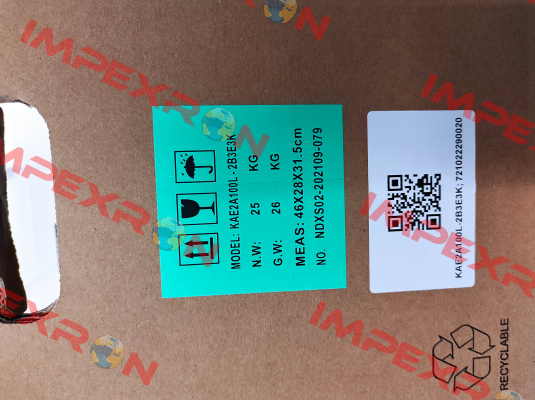 MODEL: KAE2A100L-2B3E3K
N.W: 25 KG
G.W: 26 KG
MEAS: 46X28X31.5cm
NO. NDXS02-202109-079
KAE2A100L-2B3E3K; 721022290020
RECYCLABLE
IMPEXRON
IMPEXRON
IMPEXRON
IMPEXRON
IMPEXRON